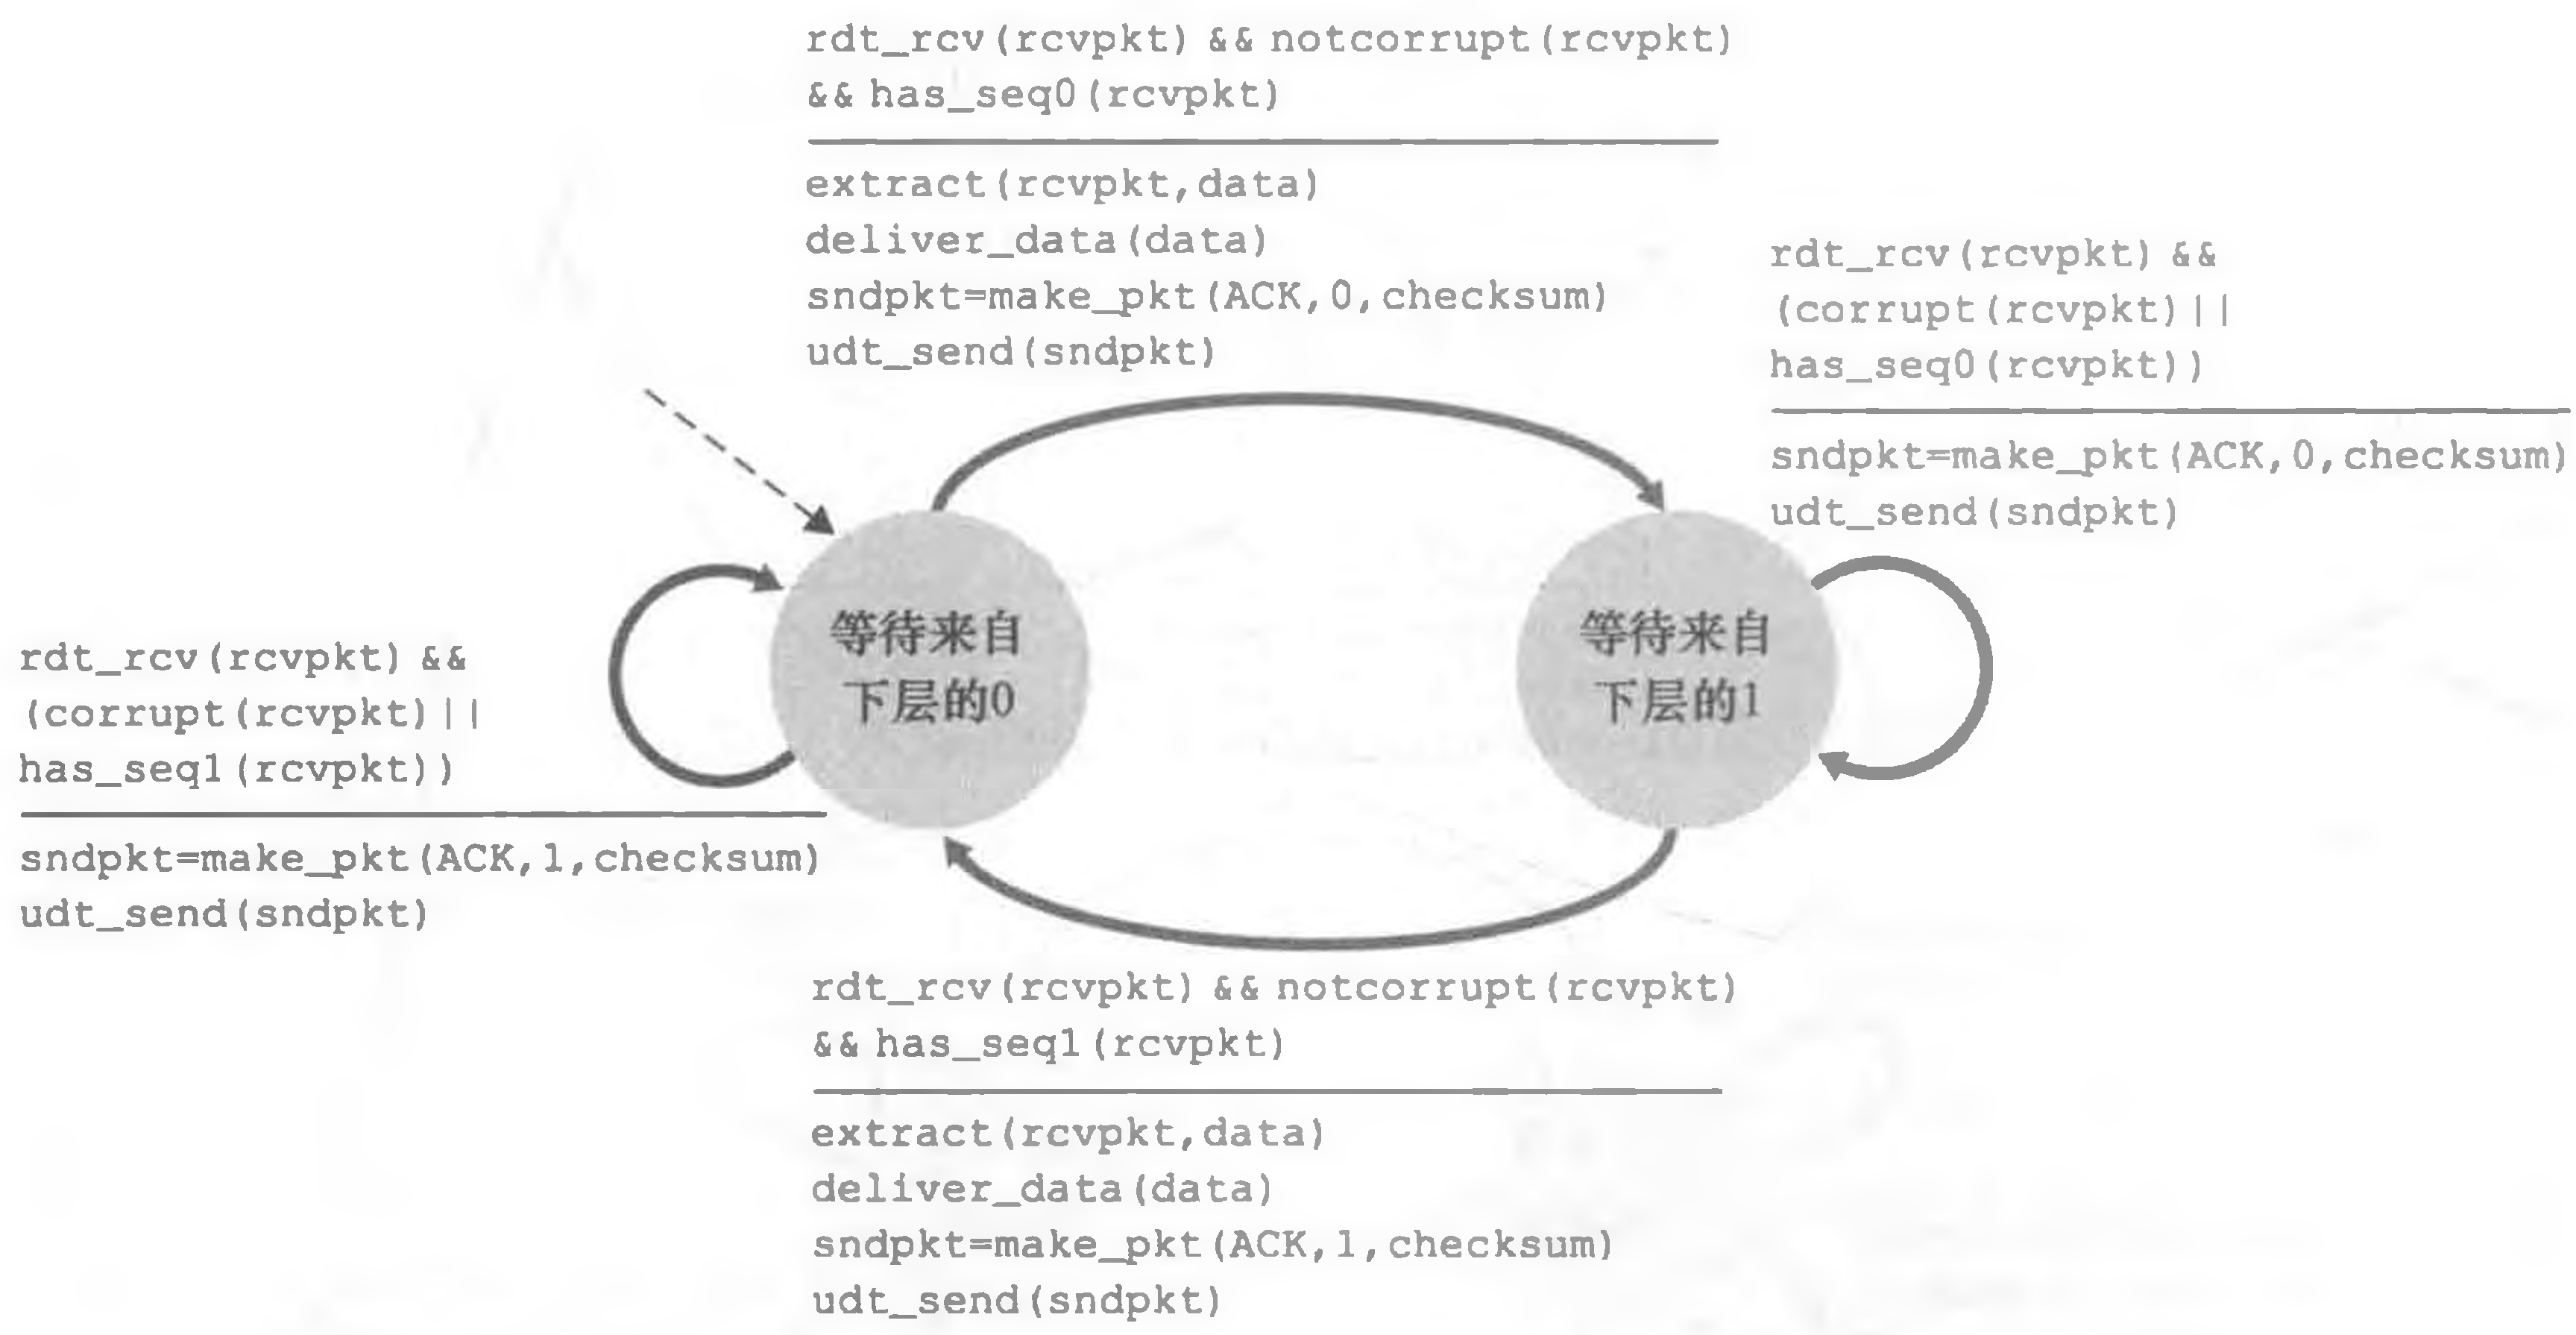 rdt_rcv(rcvpkt) && notcorrupt(rcvpkt)
&& has_seq0(rcvpkt)
extract(rcvpkt,data)
deliver_data(data)
sndpkt=make_pkt(ACK,0,checksum)
udt_send(sndpkt)
rdt_rcv(rcvpkt) &&
(corrupt(rcvpkt)||
has_seq0(rcvpkt))
sndpkt=make_pkt(ACK,0,checksum)
udt_send(sndpkt)
等待来自
下层的0
等待来自
下层的1
rdt_rcv(rcvpkt) &&
(corrupt(rcvpkt)||
has_seq1(rcvpkt))
sndpkt=make_pkt(ACK,1,checksum)
udt_send(sndpkt)
rdt_rcv(rcvpkt) && notcorrupt(rcvpkt)
&& has_seq1(rcvpkt)
extract(rcvpkt,data)
deliver_data(data)
sndpkt=make_pkt(ACK,1,checksum)
udt_send(sndpkt)